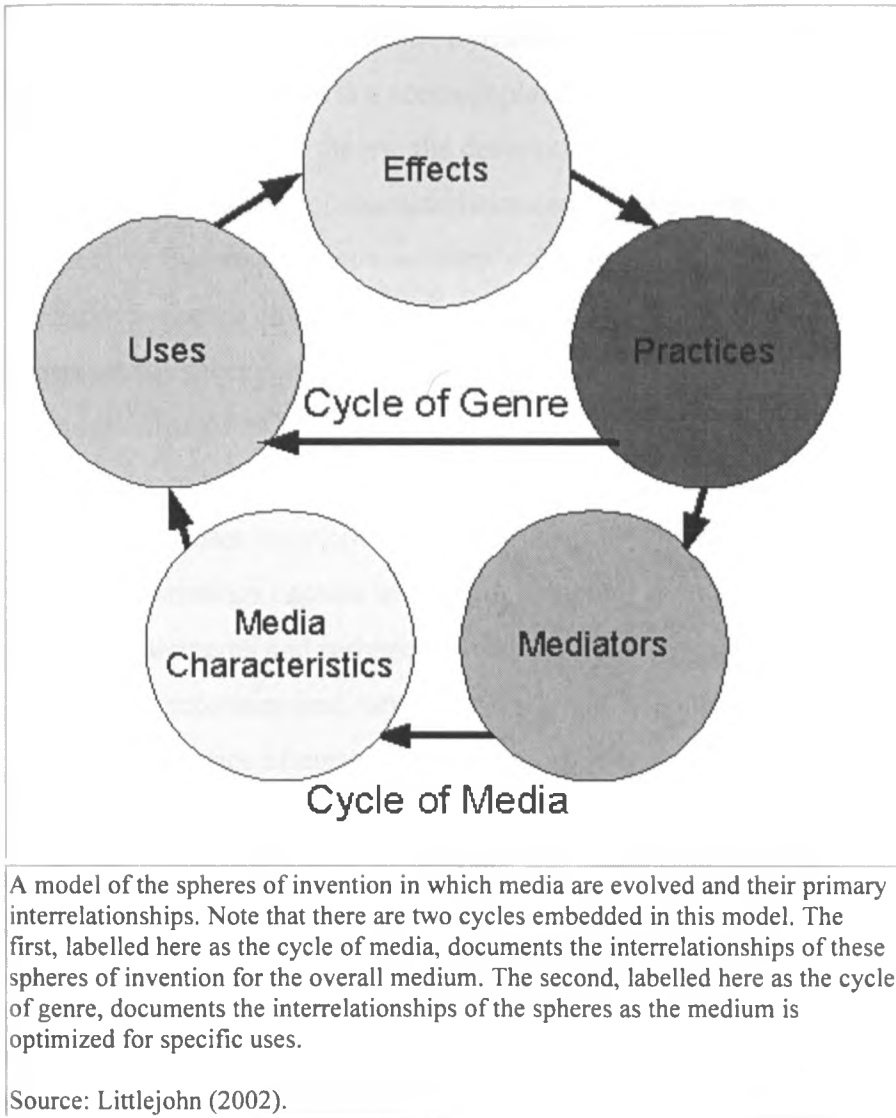 Effects
Uses
Practices
Cycle of Genre
Media
Characteristics
Mediators
Cycle of Media
A model of the spheres of invention in which media are evolved and their primary
interrelationships. Note that there are two cycles embedded in this model. The
first, labelled here as the cycle of media, documents the interrelationships of these
spheres of invention for the overall medium. The second, labelled here as the cycle
of genre, documents the interrelationships of the spheres as the medium is
optimized for specific uses.
Source: Littlejohn (2002).